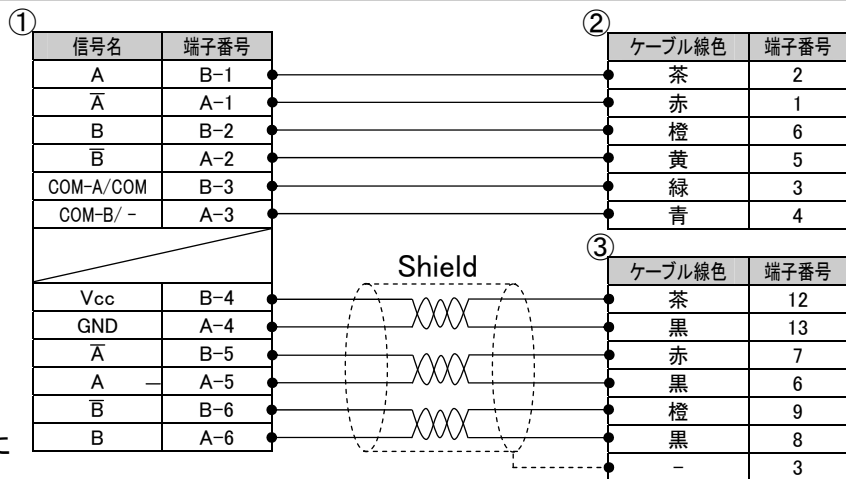 ①
信号名 端子番号
A B-1
A̅ A-1
B B-2
B̅ A-2
COM-A/COM B-3
COM-B/ - A-3
Vcc B-4
GND A-4
A̅ B-5
A － A-5
B̅ B-6
B A-6
Shield
②
ケーブル線色 端子番号
茶 2
赤 1
橙 6
黄 5
緑 3
青 4
③
ケーブル線色 端子番号
茶 12
黒 13
赤 7
黒 6
橙 9
黒 8
－ 3